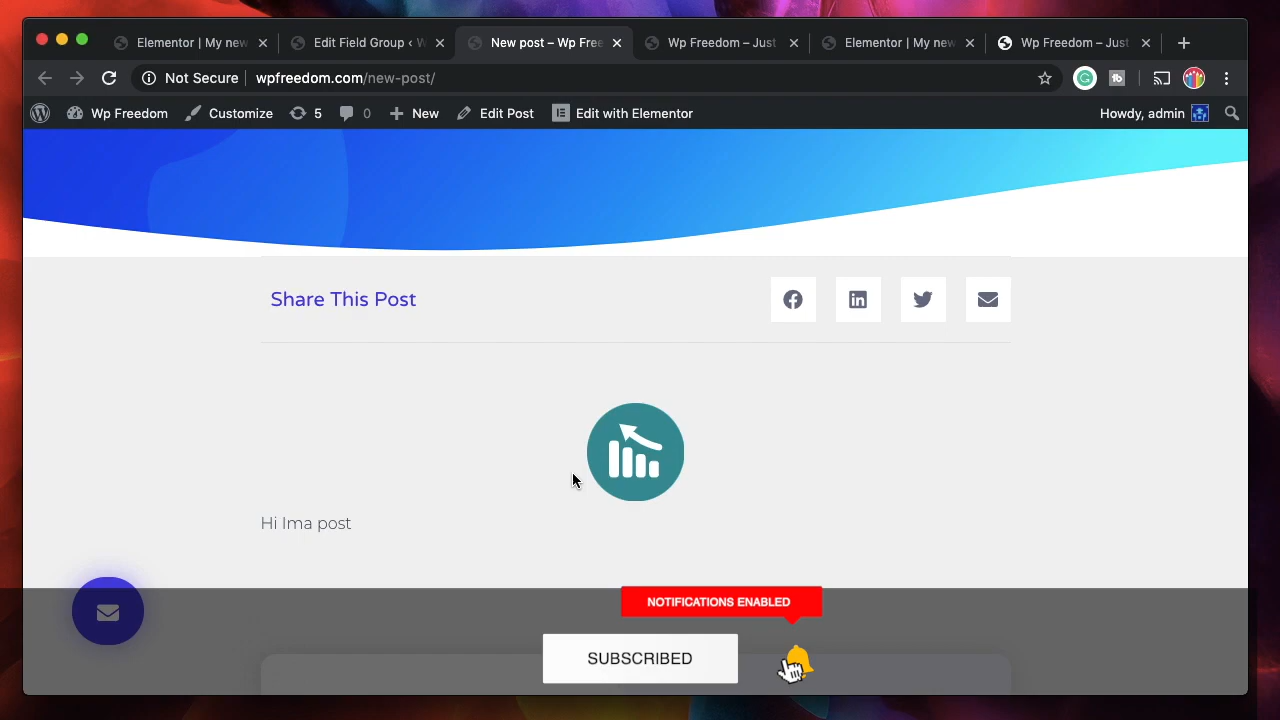 Elementor | My new
Edit Field Group ‹ W
New post – Wp Free
Wp Freedom – Just
Elementor | My new
Wp Freedom – Just
Not Secure
wpfreedom.com/new-post/
Wp Freedom
Customize
5
0
New
Edit Post
Edit with Elementor
Howdy, admin
Share This Post
Hi Ima post
NOTIFICATIONS ENABLED
SUBSCRIBED